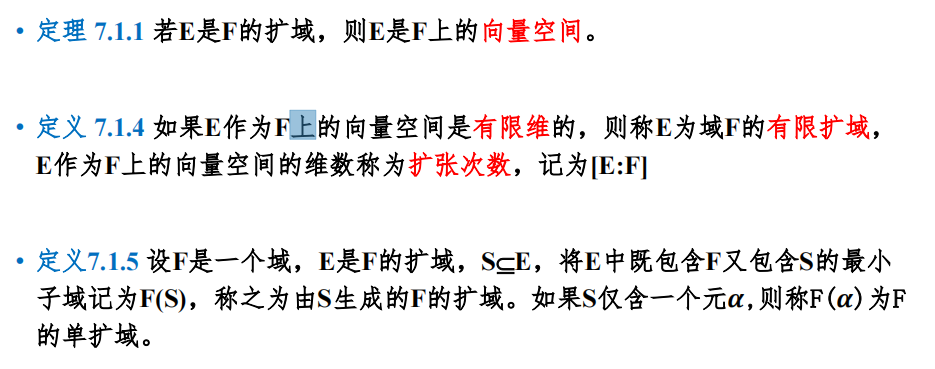 • 定理 7.1.1 若E是F的扩域，则E是F上的向量空间。
• 定义 7.1.4 如果E作为F上的向量空间是有限维的，则称E为域F的有限扩域，
E作为F上的向量空间的维数称为扩张次数，记为[E:F]
• 定义7.1.5 设F是一个域，E是F的扩域，S⊆E，将E中既包含F又包含S的最小
子域记为F(S)，称之为由S生成的F的扩域。如果S仅含一个元α,则称F(α)为F
的单扩域。